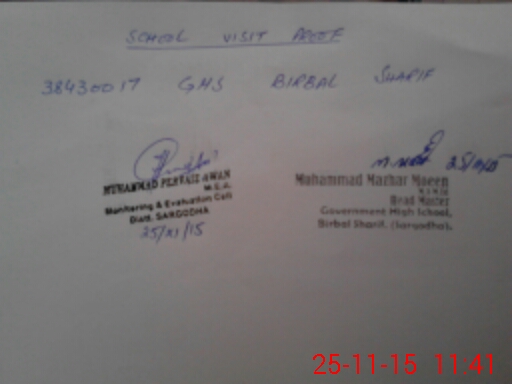 SCHOOL VISIT PROOF
38430017 GHS BIRBAL SHARIF
MUHAMMAD PERVAIZ AWAN
M.E.A.
Monitoring & Evaluation Cell
Distt. SARGODHA
25/XI/15
Muhammad Mazhar Moeen
Head Master
Government High School,
Birbal Sharif. (Sargodha).
25-11-15 11:41